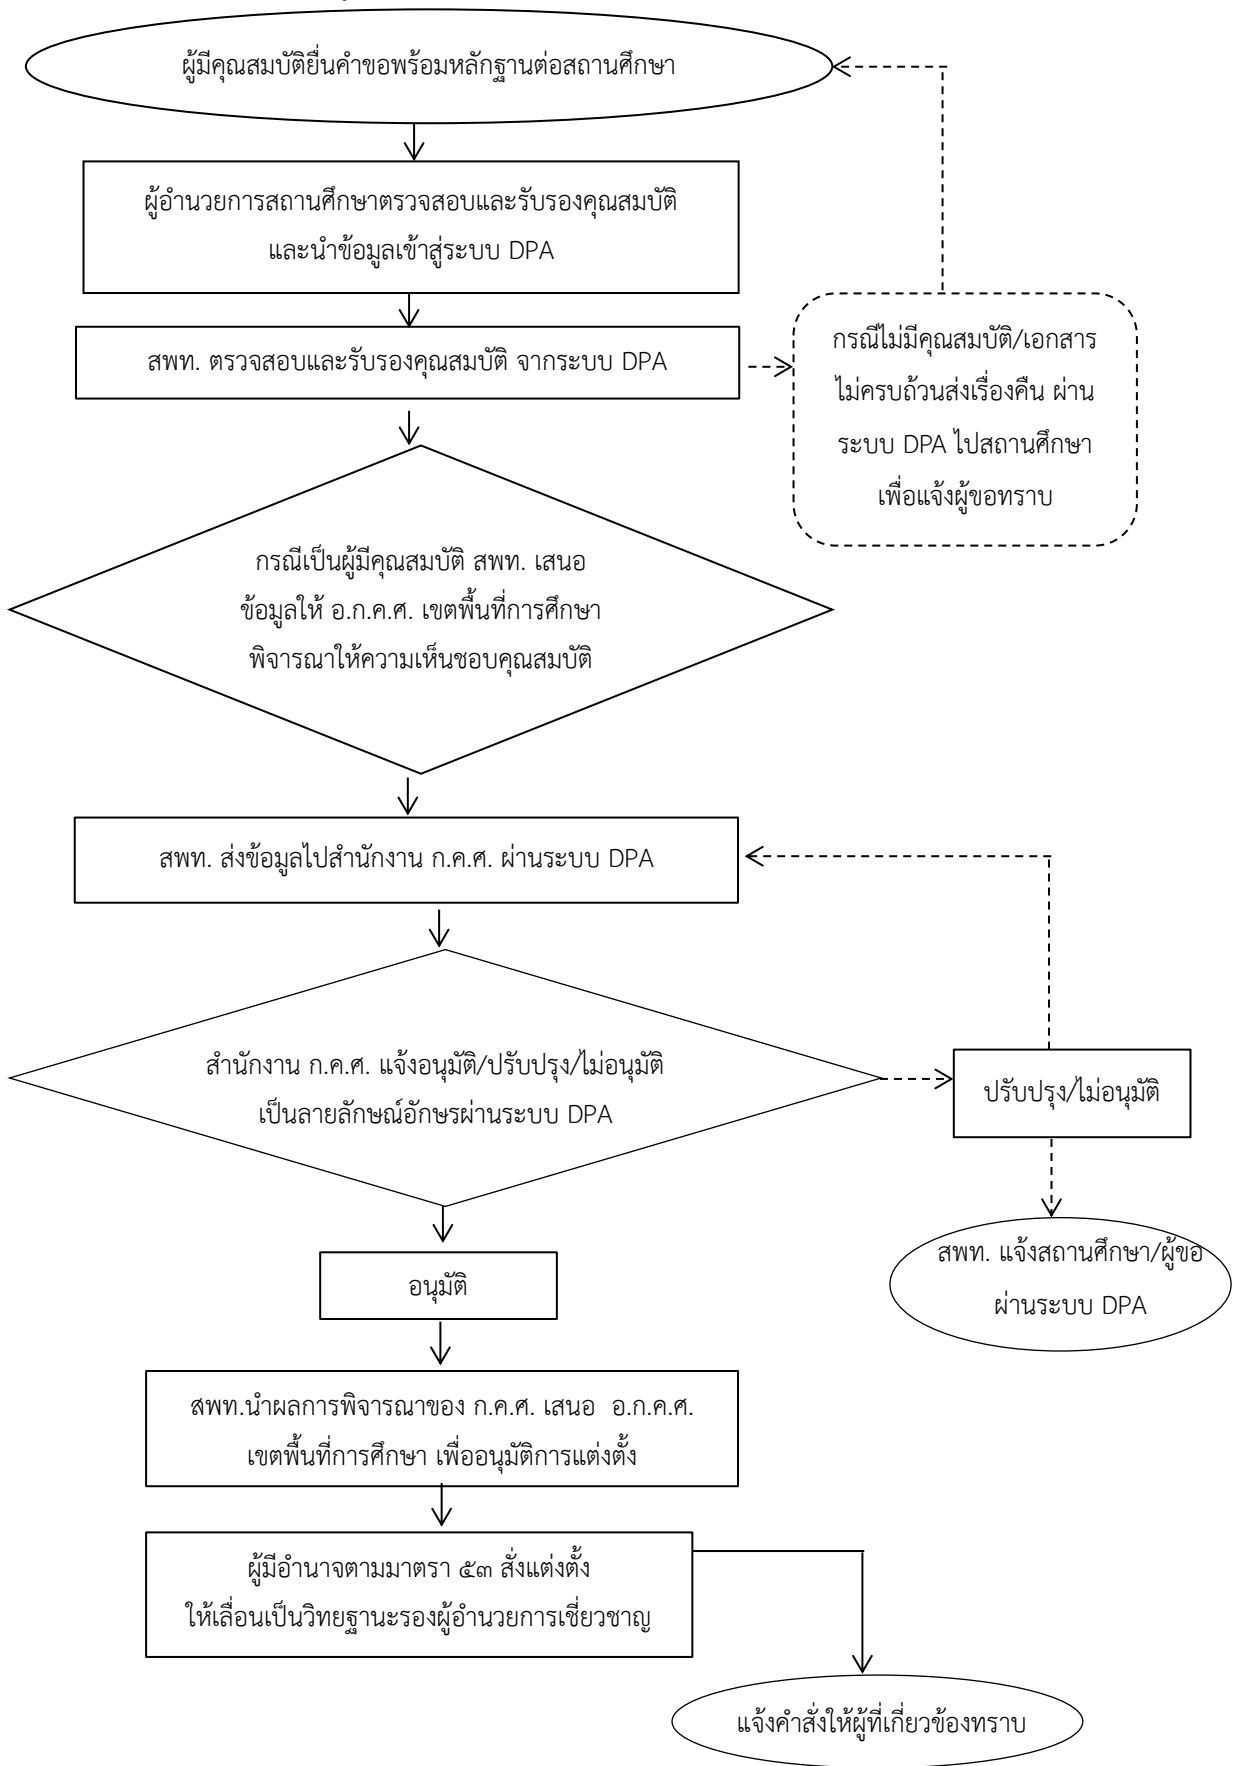 ผู้มีคุณสมบัติยื่นคำขอพร้อมหลักฐานต่อสถานศึกษา
ผู้อำนวยการสถานศึกษาตรวจสอบและรับรองคุณสมบัติ
และนำข้อมูลเข้าสู่ระบบ DPA
สพท. ตรวจสอบและรับรองคุณสมบัติ จากระบบ DPA
กรณีไม่มีคุณสมบัติ/เอกสาร
ไม่ครบถ้วนส่งเรื่องคืน ผ่าน
ระบบ DPA ไปสถานศึกษา
เพื่อแจ้งผู้ขอทราบ
กรณีเป็นผู้มีคุณสมบัติ สพท. เสนอ
ข้อมูลให้ อ.ก.ค.ศ. เขตพื้นที่การศึกษา
พิจารณาให้ความเห็นชอบคุณสมบัติ
สพท. ส่งข้อมูลไปสำนักงาน ก.ค.ศ. ผ่านระบบ DPA
สำนักงาน ก.ค.ศ. แจ้งอนุมัติ/ปรับปรุง/ไม่อนุมัติ
เป็นลายลักษณ์อักษรผ่านระบบ DPA
ปรับปรุง/ไม่อนุมัติ
สพท. แจ้งสถานศึกษา/ผู้ขอ
ผ่านระบบ DPA
อนุมัติ
สพท.นำผลการพิจารณาของ ก.ค.ศ. เสนอ อ.ก.ค.ศ.
เขตพื้นที่การศึกษา เพื่ออนุมัติการแต่งตั้ง
ผู้มีอำนาจตามมาตรา ๕๓ สั่งแต่งตั้ง
ให้เลื่อนเป็นวิทยฐานะรองผู้อำนวยการเชี่ยวชาญ
แจ้งคำสั่งให้ผู้ที่เกี่ยวข้องทราบ